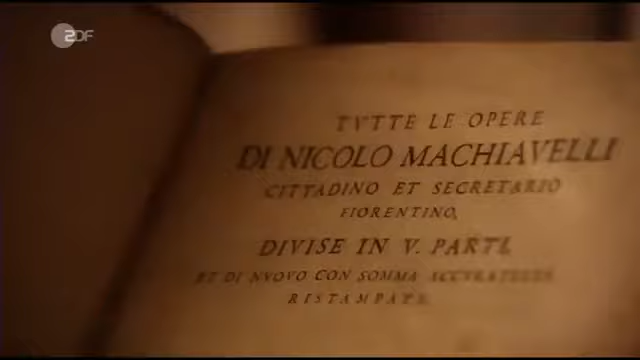 ZDF
TVTTE LE OPERE
DI NICOLO MACHIAVELLI
CITTADINO ET SECRETARIO
FIORENTINO,
DIVISE IN V. PARTI,
ET DI NVOVO CON SOMMA ACCVRATEZZA
RISTAMPATE.